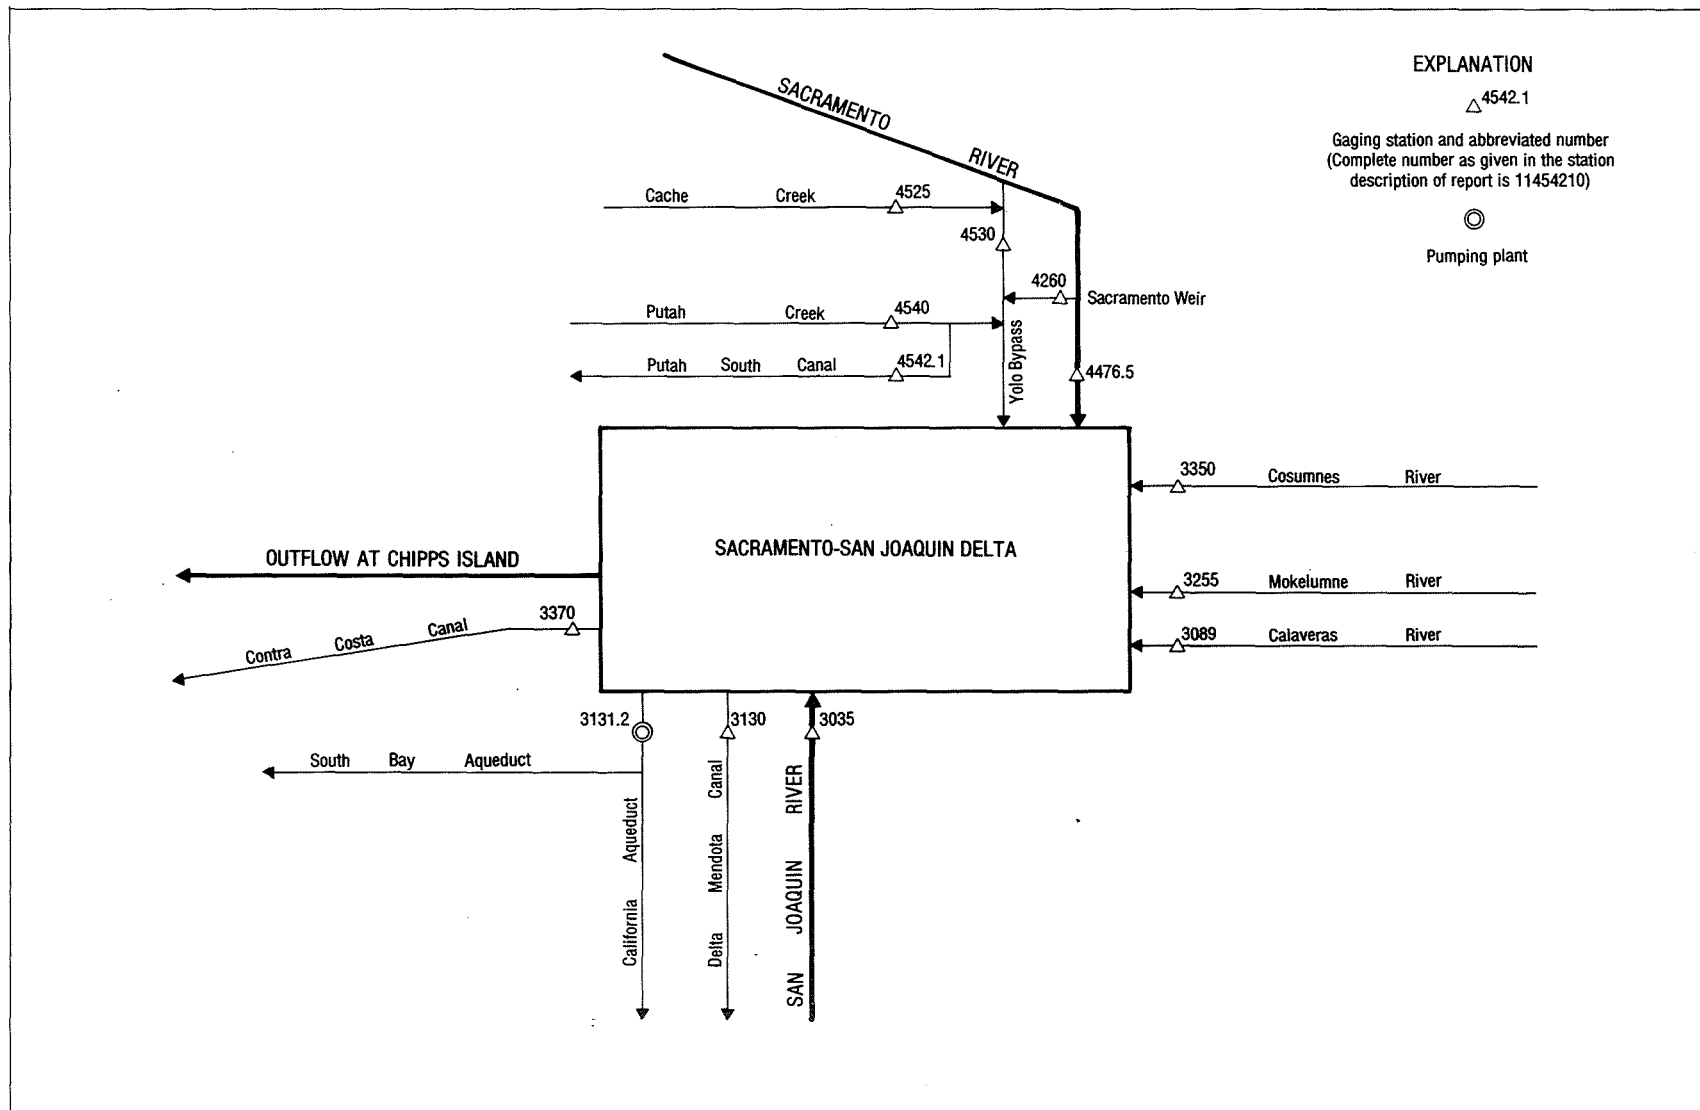 SACRAMENTO RIVER
EXPLANATION
4542.1
Gaging station and abbreviated number
(Complete number as given in the station
description of report is 11454210)
Pumping plant
Cache Creek
4525
4530
4260
Sacramento Weir
Putah Creek
4540
Putah South Canal
4542.1
Yolo Bypass
4476.5
3350
Cosumnes River
SACRAMENTO-SAN JOAQUIN DELTA
OUTFLOW AT CHIPPS ISLAND
3255
Mokelumne River
3370
Contra Costa Canal
3089
Calaveras River
3131.2
3130
3035
South Bay Aqueduct
California Aqueduct
Delta Mendota Canal
SAN JOAQUIN RIVER